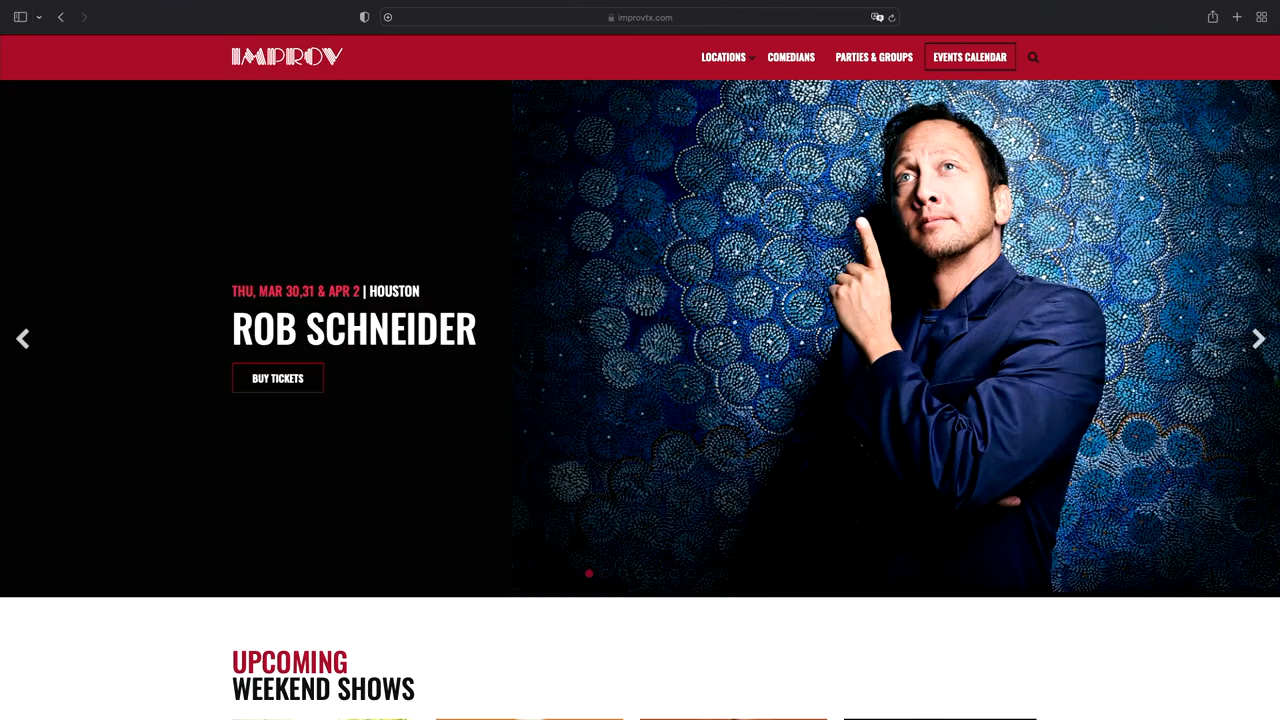 improvtx.com
IMPROV
LOCATIONS COMEDIANS PARTIES & GROUPS EVENTS CALENDAR
THU, MAR 30,31 & APR 2 | HOUSTON
ROB SCHNEIDER
BUY TICKETS
UPCOMING
WEEKEND SHOWS